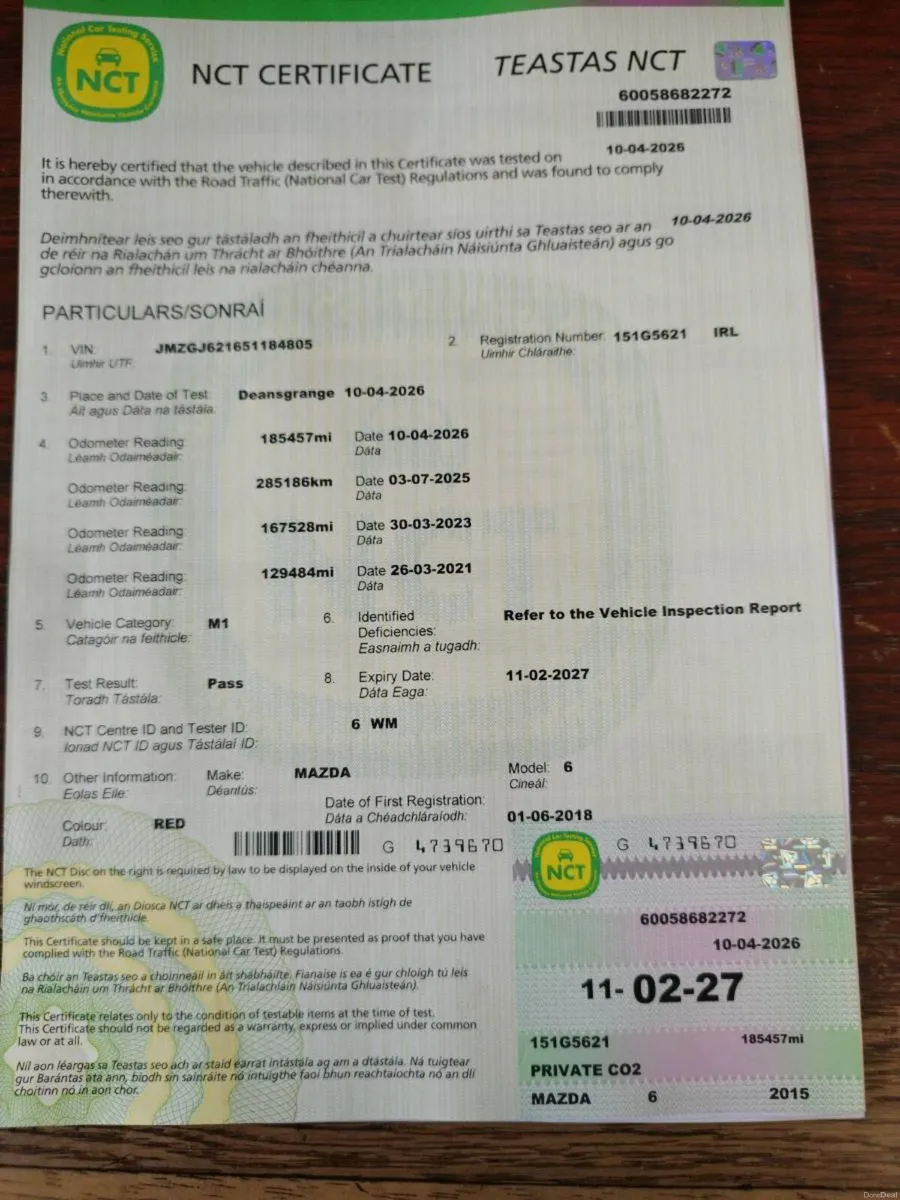 National Car Testing Service
NCT
NCT CERTIFICATE
TEASTAS NCT
60058682272
It is hereby certified that the vehicle described in this Certificate was tested on 10-04-2026
in accordance with the Road Traffic (National Car Test) Regulations and was found to comply
therewith.
Deimhnítear leis seo gur tástáladh an fheithicil a chuirtear síos uirthi sa Teastas seo ar an 10-04-2026
de réir na Rialachán um Thrácht ar Bhóithre (An Trialacháin Náisiúnta Ghluaisteán) agus go
gcloíonn an fheithicil leis na rialacháin chéanna.
PARTICULARS/SONRAÍ
1. VIN: JMZGJ621651184805
Uimhir UTF:
2. Registration Number: 151G5621 IRL
Uimhir Chláraithe:
3. Place and Date of Test: Deansgrange 10-04-2026
Áit agus Dáta na tástála:
4. Odometer Reading: 185457mi Date 10-04-2026
Léamh Odaiméadair: Dáta
Odometer Reading: 285186km Date 03-07-2025
Léamh Odaiméadair: Dáta
Odometer Reading: 167528mi Date 30-03-2023
Léamh Odaiméadair: Dáta
Odometer Reading: 129484mi Date 26-03-2021
Léamh Odaiméadair: Dáta
5. Vehicle Category: M1
Catagóir na feithicle:
6. Identified Deficiencies: Refer to the Vehicle Inspection Report
Easnaimh a tugadh:
7. Test Result: Pass
Toradh Tástála:
8. Expiry Date: 11-02-2027
Dáta Éaga:
9. NCT Centre ID and Tester ID: 6 WM
Ionad NCT ID agus Tástálaí ID:
10. Other Information: Make: MAZDA Model: 6
Eolas Eile: Déantús: Cineál:
Date of First Registration: 01-06-2018
Dáta a Chéadchláraíodh:
Colour: RED
Dath:
G 4739670
G 4739670
The NCT Disc on the right is required by law to be displayed on the inside of your vehicle
windscreen.
Ní mór, de réir dlí, an Diosca NCT ar dheis a thaispeáint ar an taobh istigh de
ghaothscáth d'fheithicle.
This Certificate should be kept in a safe place. It must be presented as proof that you have
complied with the Road Traffic (National Car Test) Regulations.
Ba chóir an Teastas seo a choinneáil in áit shábháilte. Fianaise is ea é gur chloígh tú leis
na Rialacháin um Thrácht ar Bhóithre (An Trialachlain Náisiúnta Ghluaisteán).
This Certificate relates only to the condition of testable items at the time of test.
This Certificate should not be regarded as a warranty, express or implied under common
law or at all.
Níl aon léargas sa Teastas seo ach ar staid earraí intástála ag am a dtástála. Ná tuigtear
gur Barántas atá ann, bíodh sin sainráite nó intuigthe faoi bhun reachtaíochta nó an dlí
choitinn nó in aon chor.
NCT
60058682272
10-04-2026
11- 02-27
151G5621 185457mi
PRIVATE CO2
MAZDA 6 2015
DoneDeal